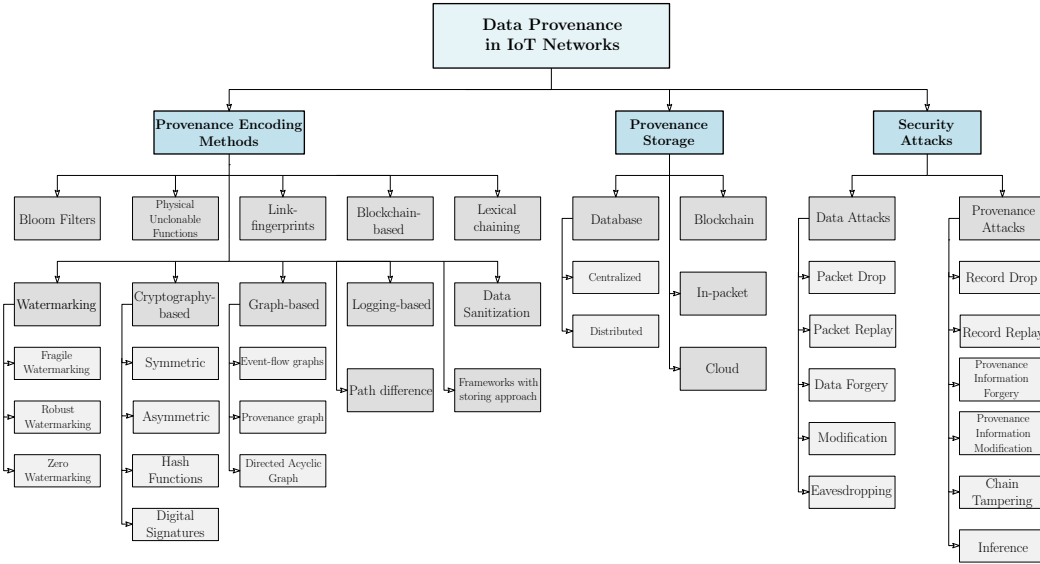 Data Provenance
in IoT Networks
Provenance Encoding
Methods
Provenance
Storage
Security
Attacks
Bloom Filters
Physical
Unclonable
Functions
Link-
fingerprints
Blockchain-
based
Lexical
chaining
Database
Blockchain
Data Attacks
Provenance
Attacks
Watermarking
Cryptography-
based
Graph-based
Logging-based
Data
Sanitization
Centralized
In-packet
Packet Drop
Record Drop
Fragile
Watermarking
Symmetric
Event-flow graphs
Path difference
Frameworks with
storing approach
Distributed
Cloud
Packet Replay
Record Replay
Robust
Watermarking
Asymmetric
Provenance graph
Data Forgery
Provenance
Information
Forgery
Zero
Watermarking
Hash
Functions
Directed Acyclic
Graph
Modification
Provenance
Information
Modification
Digital
Signatures
Eavesdropping
Chain
Tampering
Inference